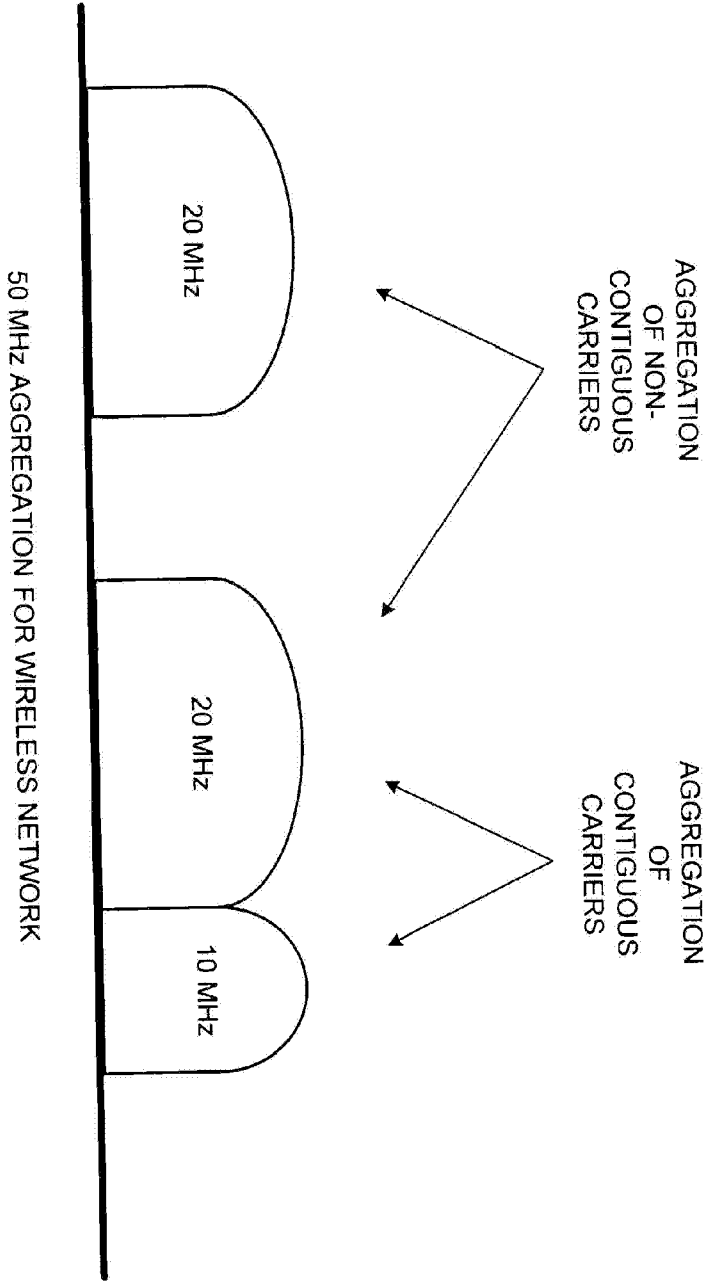 AGGREGATION
OF NON-
CONTIGUOUS
CARRIERS
AGGREGATION
OF
CONTIGUOUS
CARRIERS
20 MHz
20 MHz
10 MHz
50 MHz AGGREGATION FOR WIRELESS NETWORK